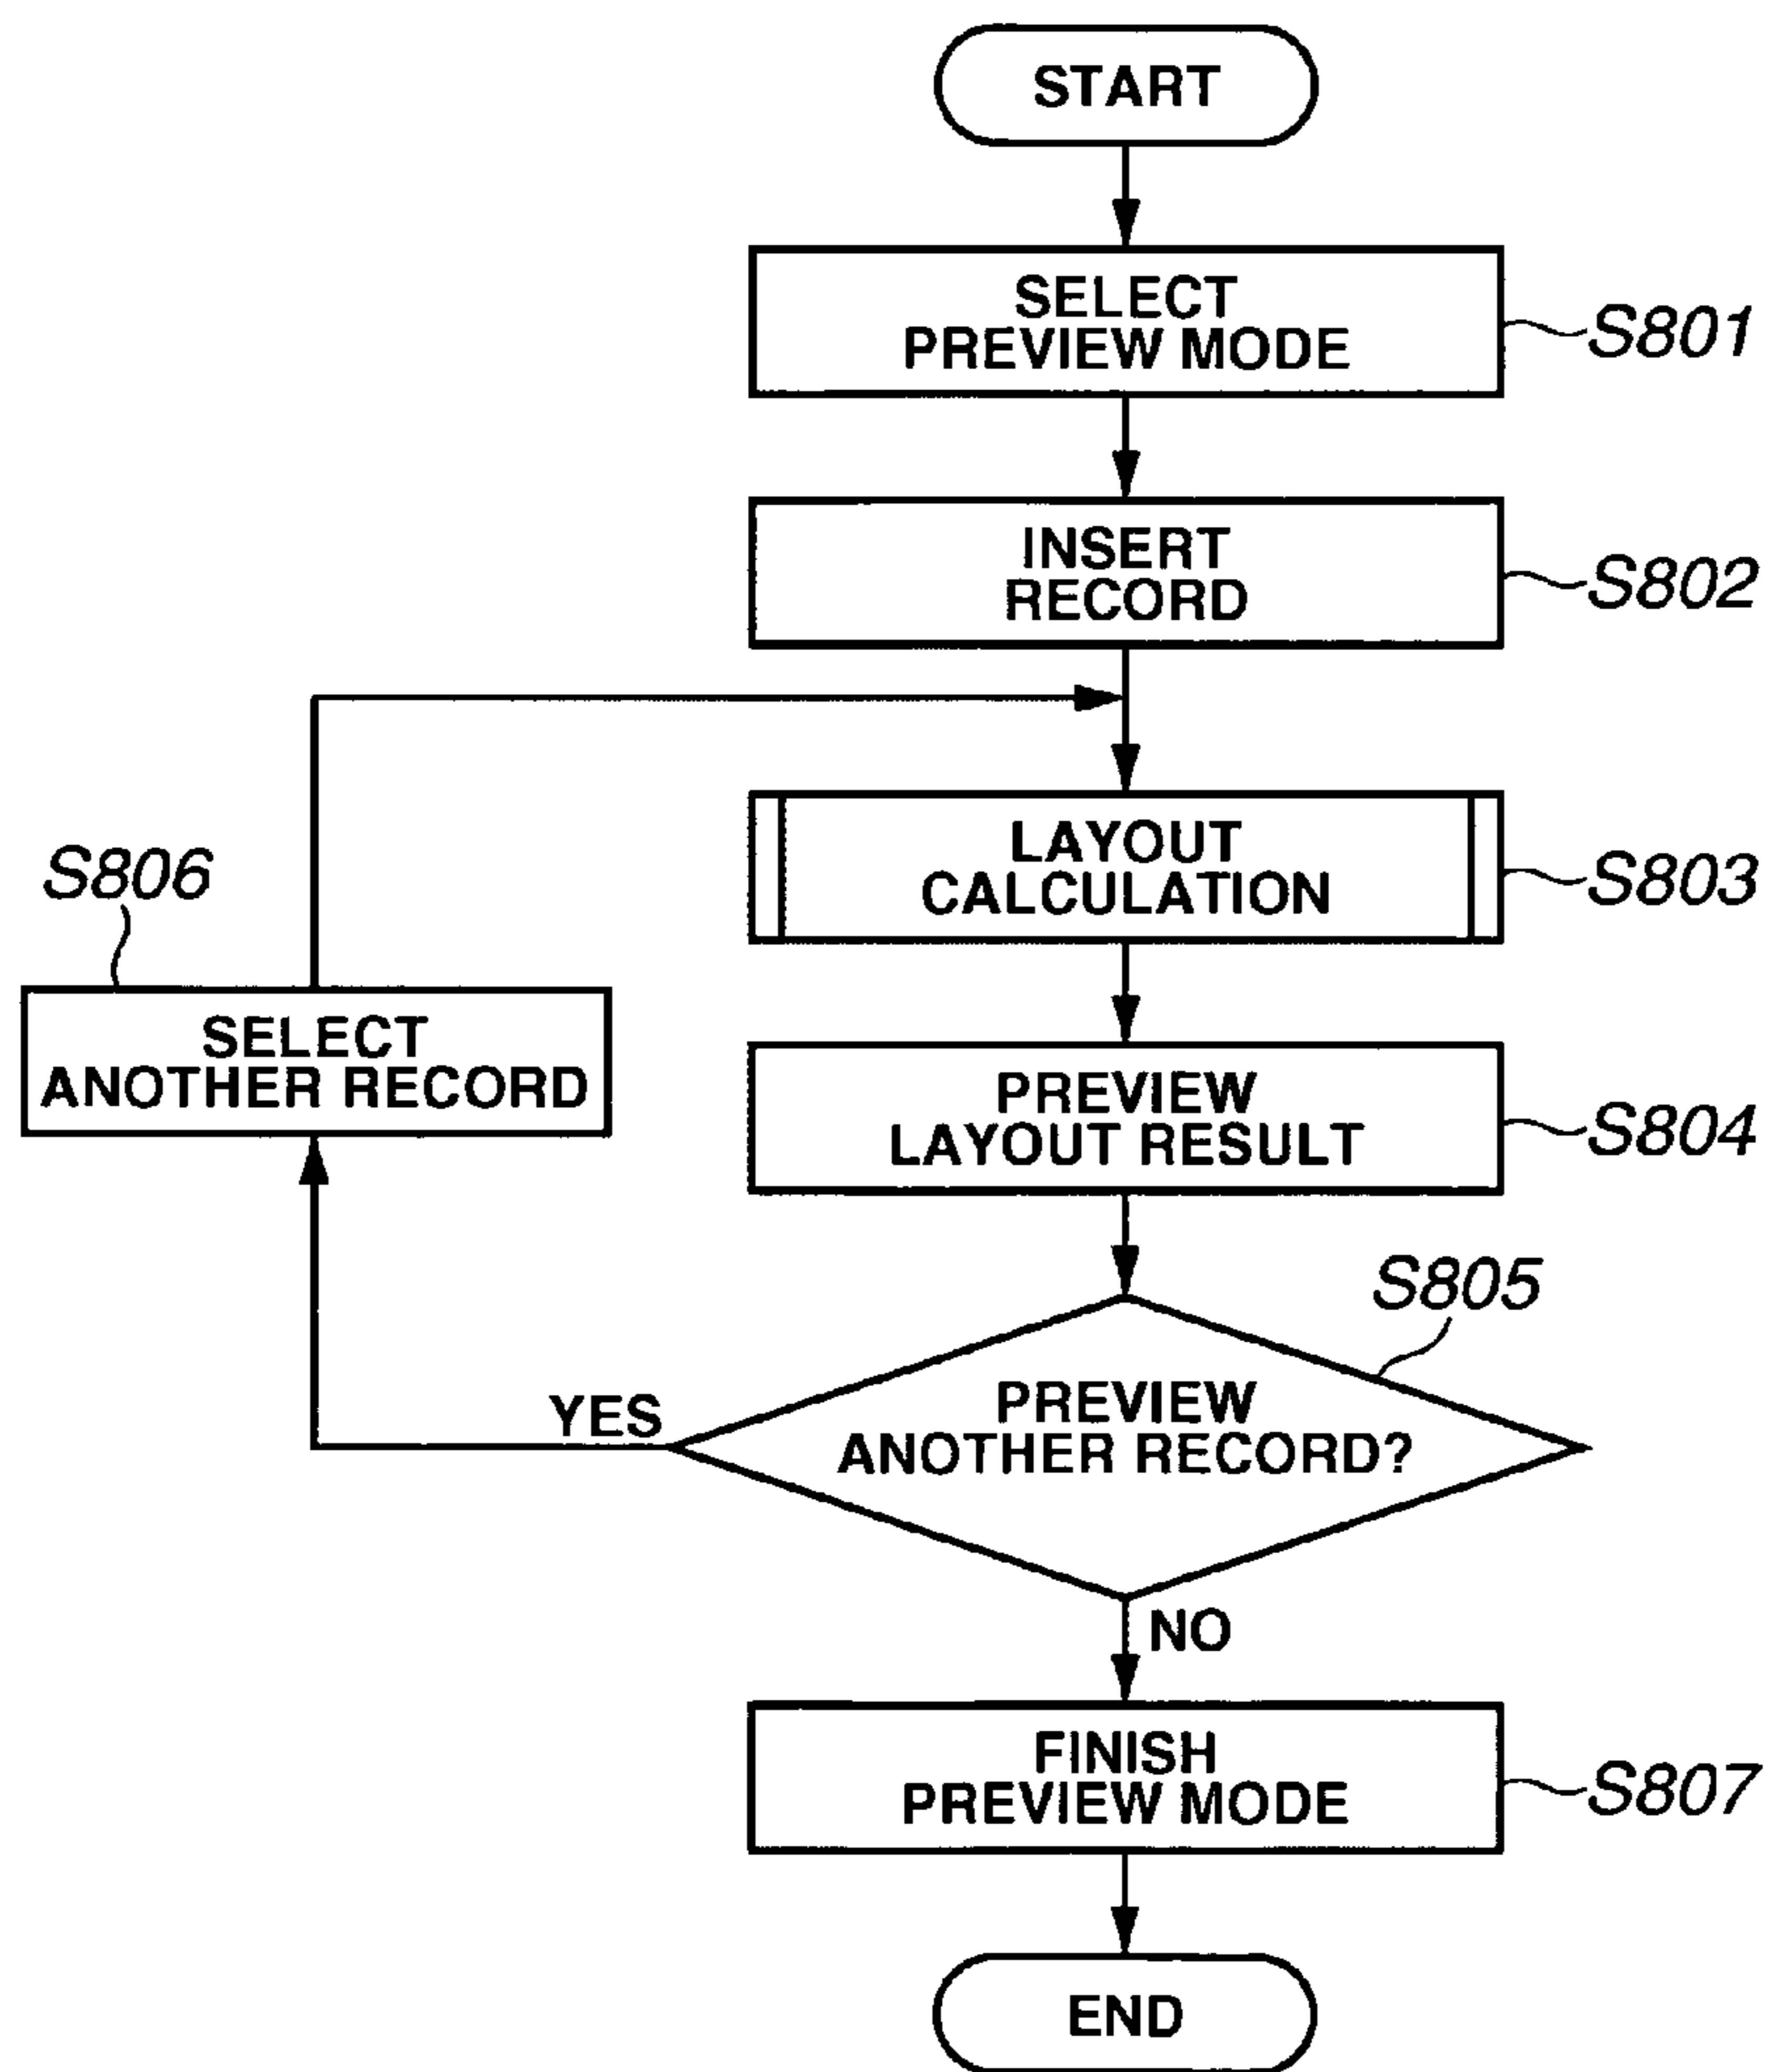 START
SELECT
PREVIEW MODE
S801
INSERT
RECORD
S802
LAYOUT
CALCULATION
S803
S806
SELECT
ANOTHER RECORD
PREVIEW
LAYOUT RESULT
S804
S805
PREVIEW
ANOTHER RECORD?
YES
NO
FINISH
PREVIEW MODE
S807
END